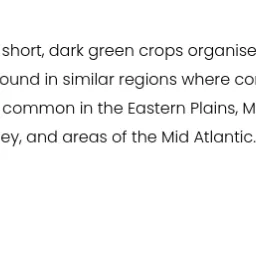 short, dark green crops organise
ound in similar regions where co
common in the Eastern Plains, M
ey, and areas of the Mid Atlantic.